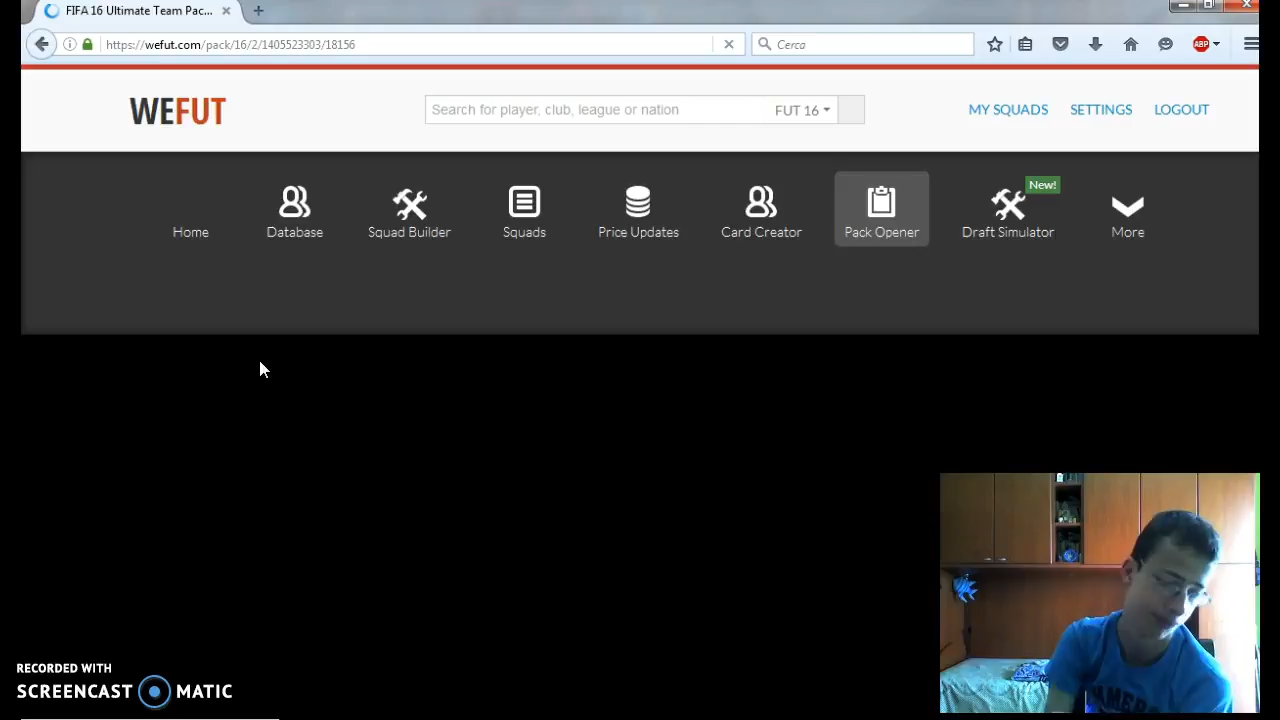 FIFA 16 Ultimate Team Pac...
https://wefut.com/pack/16/2/1405523303/18156
Cerca
ABP
WEFUT
Search for player, club, league or nation
FUT 16
MY SQUADS
SETTINGS
LOGOUT
New!
Home
Database
Squad Builder
Squads
Price Updates
Card Creator
Pack Opener
Draft Simulator
More
RECORDED WITH
SCREENCAST MATIC